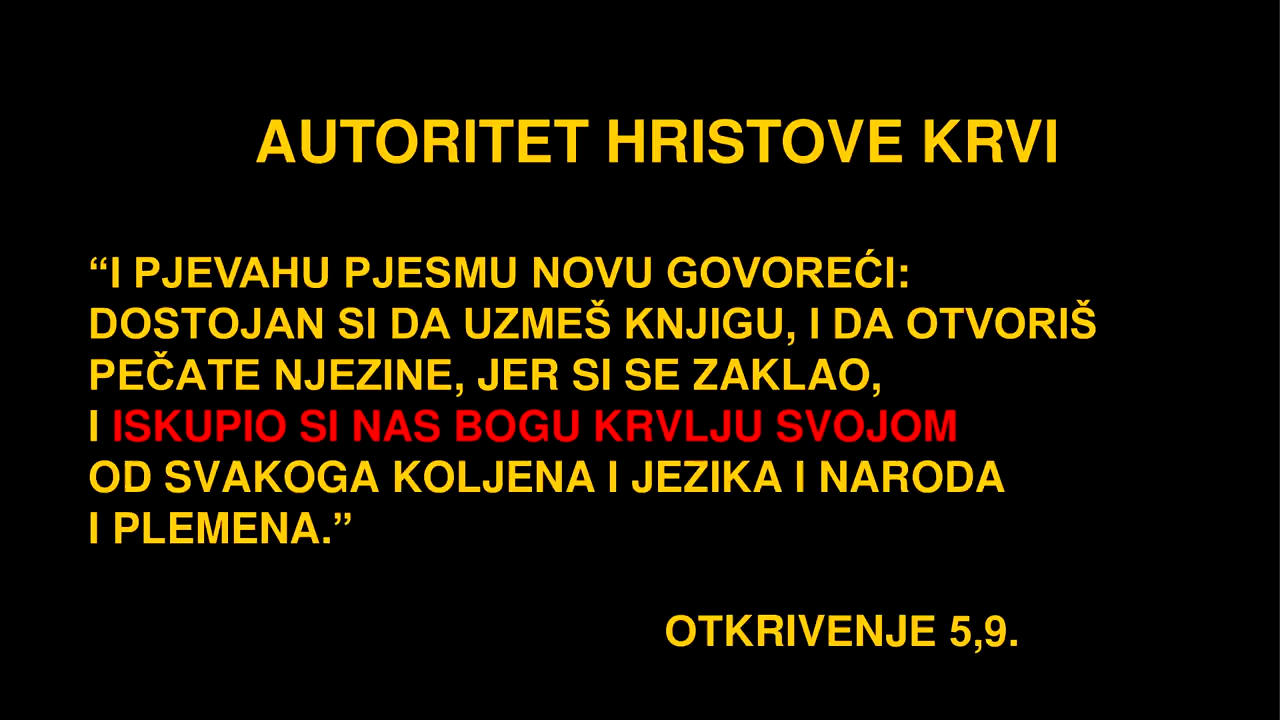 AUTORITET HRISTOVE KRVI
“I PJEVAHU PJESMU NOVU GOVOREĆI:
DOSTOJAN SI DA UZMEŠ KNJIGU, I DA OTVORIŠ
PEČATE NJEZINE, JER SI SE ZAKLAO,
I ISKUPIO SI NAS BOGU KRVLJU SVOJOM
OD SVAKOGA KOLJENA I JEZIKA I NARODA
I PLEMENA.”
OTKRIVENJE 5,9.